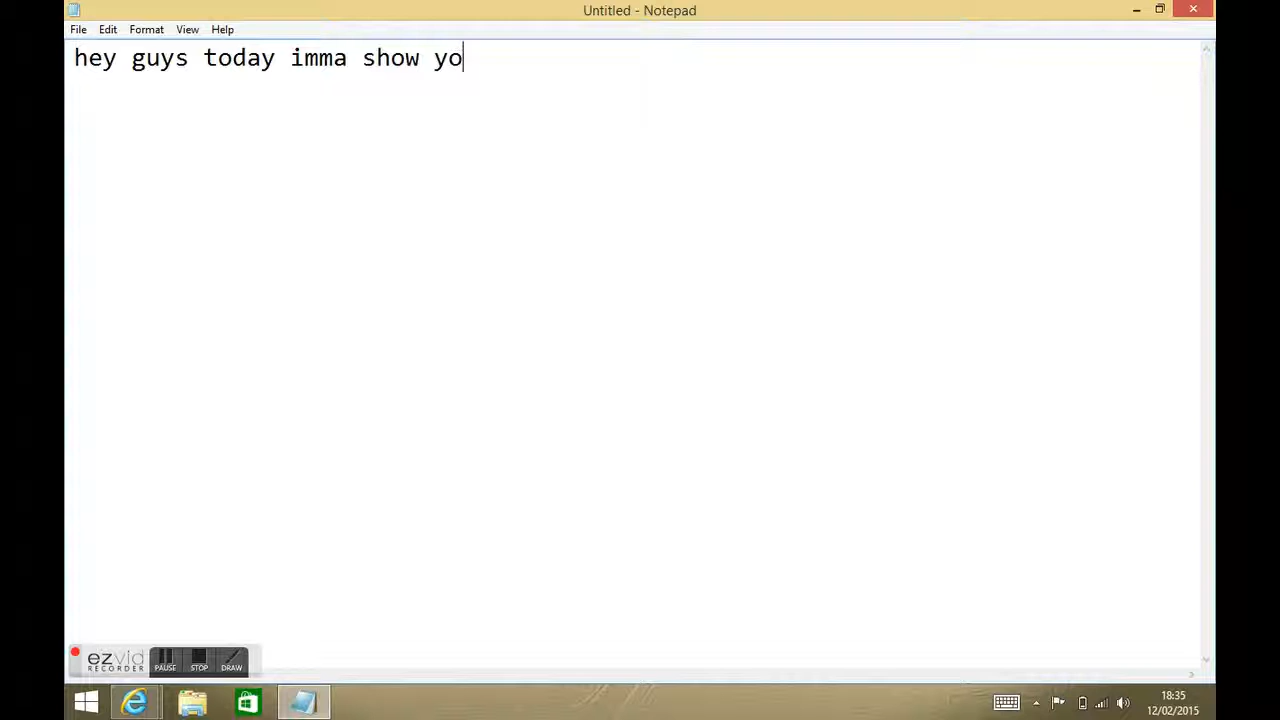 Untitled - Notepad
File Edit Format View Help
hey guys today imma show yo
ezvid
RECORDER
PAUSE STOP DRAW
18:35
12/02/2015